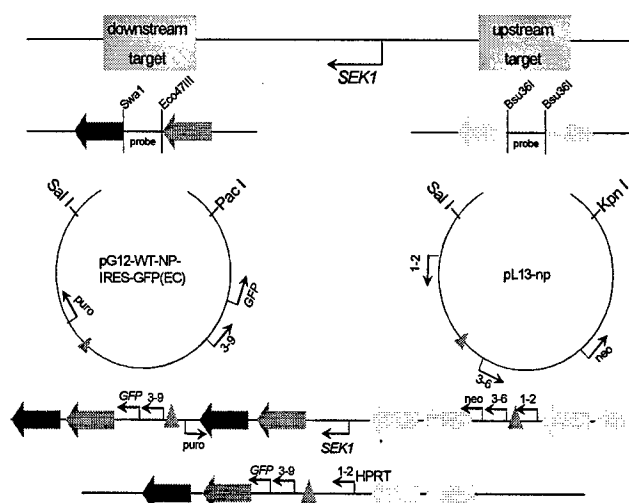 downstream
target
upstream
target
SEK1
Swa1
Eco47III
Bsu36I
Bsu36I
probe
probe
Sal I
Pac I
Sal I
Kpn I
pG12-WT-NP-
IRES-GFP(EC)
pL13-np
1-2
GFP
puro
3-9
neo
3-6
GFP 3-9
neo 3-6 1-2
puro
SEK1
GFP 3-9 1-2 HPRT